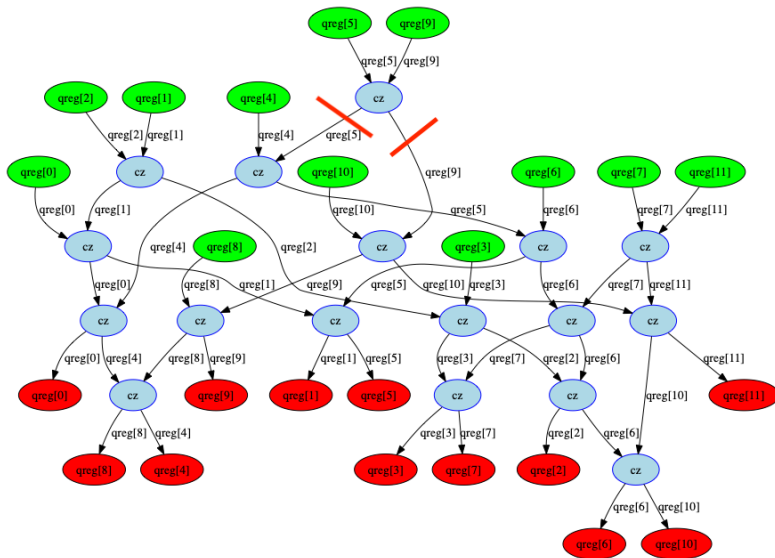 qreg[5] qreg[9]
qreg[5] qreg[9]
qreg[2] qreg[1] qreg[4] cz
qreg[2] qreg[1] qreg[4] qreg[5]
qreg[0] cz cz qreg[10] qreg[9] qreg[6] qreg[7] qreg[11]
qreg[0] qreg[1] qreg[10] qreg[5] qreg[6] qreg[7] qreg[11]
cz qreg[4] qreg[8] qreg[2] cz qreg[3] cz cz
qreg[0] qreg[8] qreg[1] qreg[9] qreg[5] qreg[10] qreg[3] qreg[6] qreg[7] qreg[11]
cz cz cz cz cz cz
qreg[0] qreg[4] qreg[8] qreg[9] qreg[1] qreg[5] qreg[3] qreg[7] qreg[2] qreg[6] qreg[11]
qreg[0] cz qreg[9] qreg[1] qreg[5] cz cz qreg[10] qreg[11]
qreg[8] qreg[4] qreg[3] qreg[7] qreg[2] qreg[6]
qreg[8] qreg[4] qreg[3] qreg[7] qreg[2] cz
qreg[6] qreg[10]
qreg[6] qreg[10]